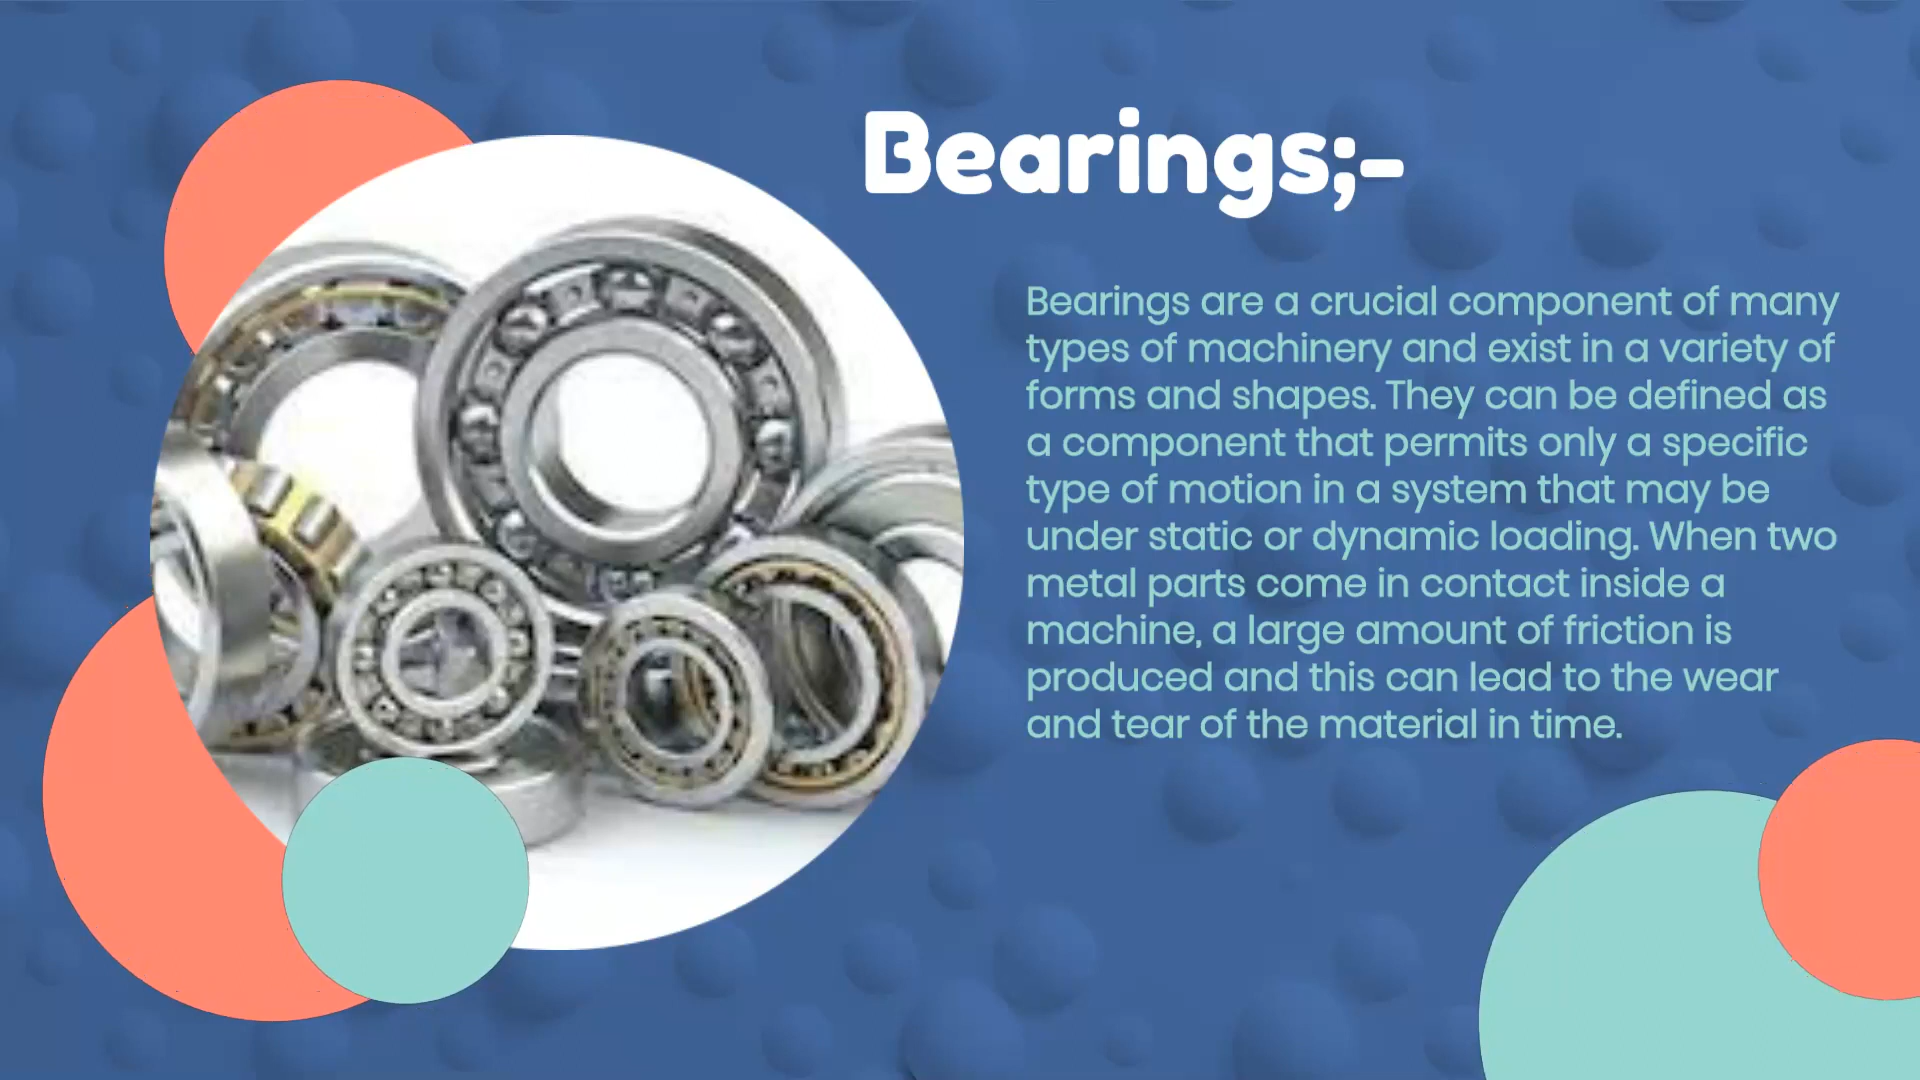 Bearings;-
Bearings are a crucial component of many
types of machinery and exist in a variety of
forms and shapes. They can be defined as
a component that permits only a specific
type of motion in a system that may be
under static or dynamic loading. When two
metal parts come in contact inside a
machine, a large amount of friction is
produced and this can lead to the wear
and tear of the material in time.